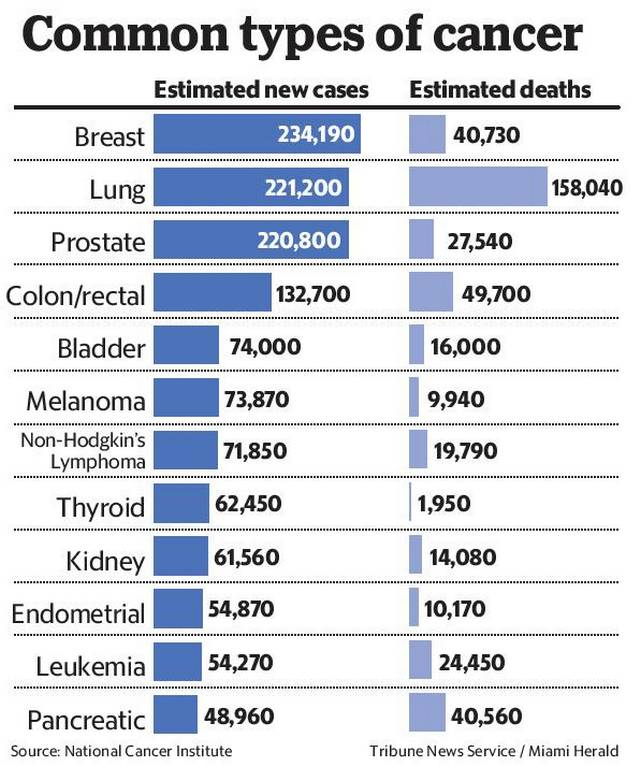 Common types of cancer
Estimated new cases Estimated deaths
Breast 234,190 40,730
Lung 221,200 158,040
Prostate 220,800 27,540
Colon/rectal 132,700 49,700
Bladder 74,000 16,000
Melanoma 73,870 9,940
Non-Hodgkin's
Lymphoma 71,850 19,790
Thyroid 62,450 1,950
Kidney 61,560 14,080
Endometrial 54,870 10,170
Leukemia 54,270 24,450
Pancreatic 48,960 40,560
Source: National Cancer Institute Tribune News Service / Miami Herald